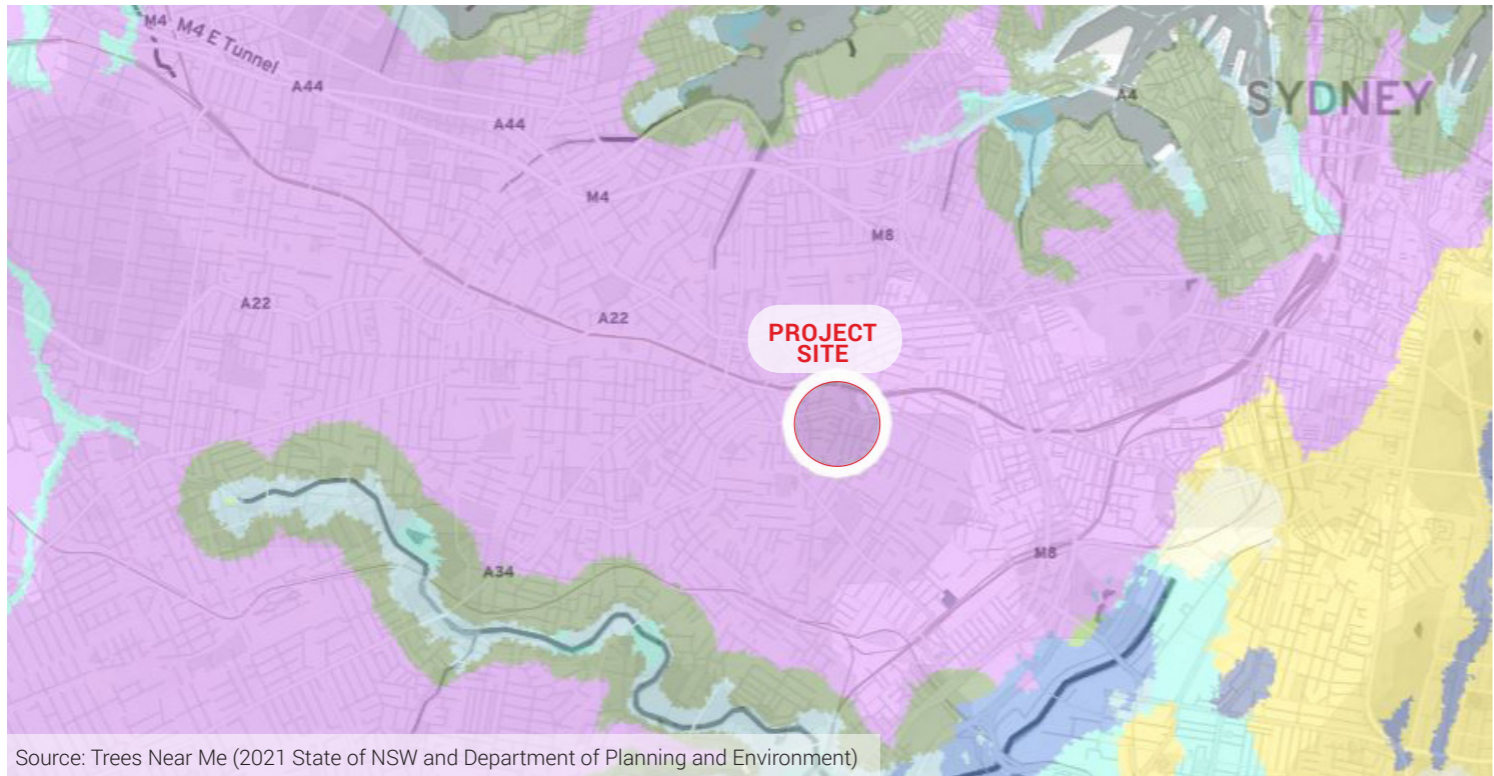 M4
M4 E Tunnel
A44
A44
A4
SYDNEY
M4
M8
A22
A22
PROJECT
SITE
M8
A34
Source: Trees Near Me (2021 State of NSW and Department of Planning and Environment)